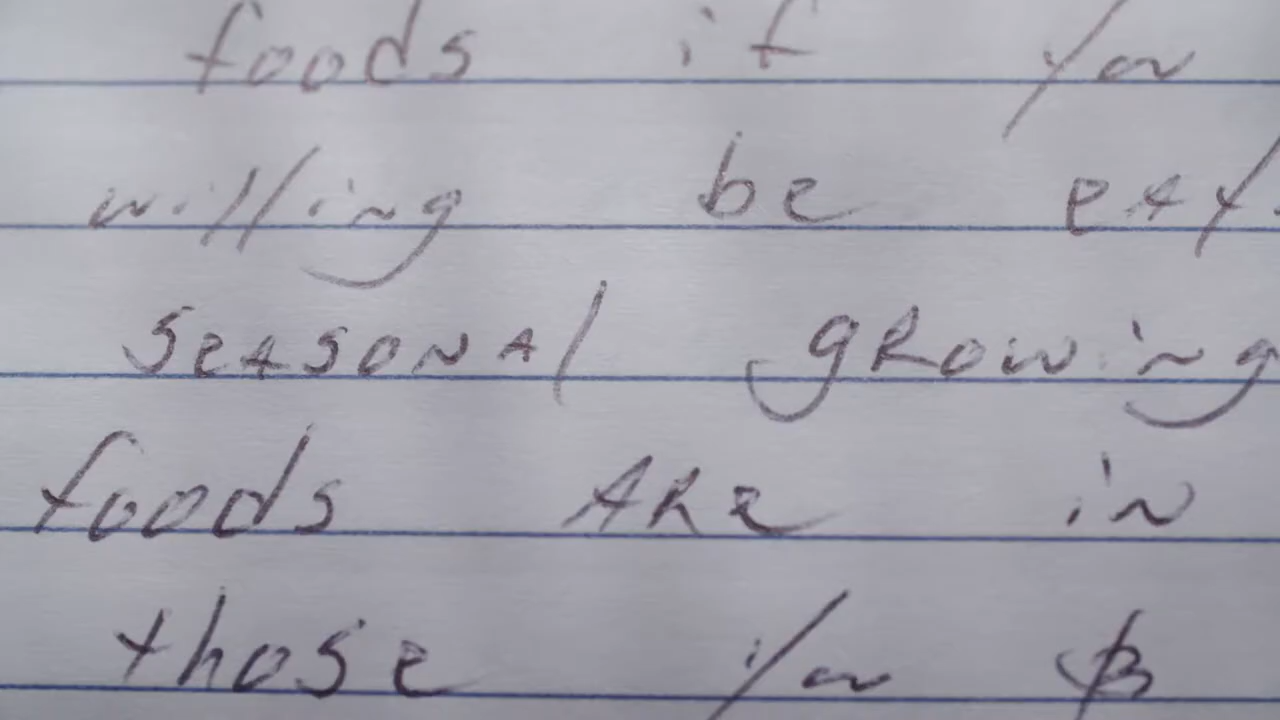 foods if you
willing be eat
seasonal growing
foods are in
those you